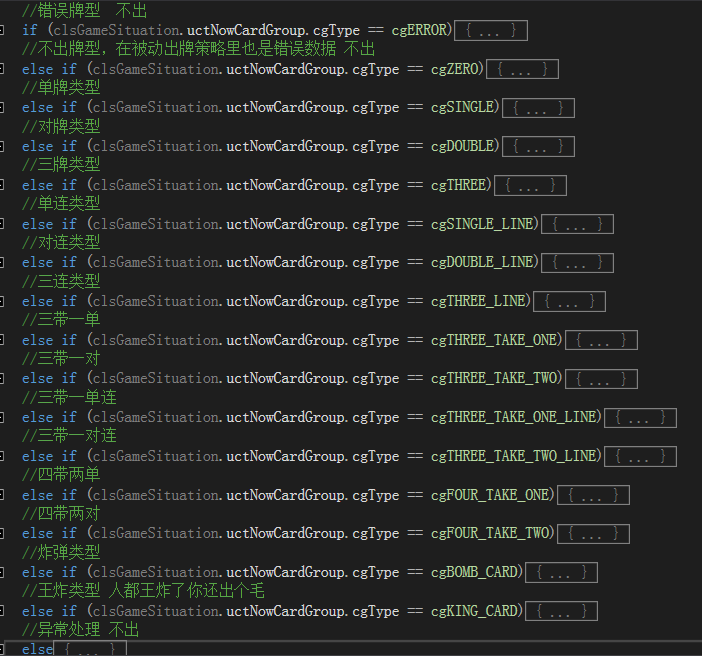 //错误牌型  不出
if (clsGameSituation.uctNowCardGroup.cgType == cgERROR){ ... }
//不出牌型，在被动出牌策略里也是错误数据 不出
else if (clsGameSituation.uctNowCardGroup.cgType == cgZERO){ ... }
//单牌类型
else if (clsGameSituation.uctNowCardGroup.cgType == cgSINGLE){ ... }
//对牌类型
else if (clsGameSituation.uctNowCardGroup.cgType == cgDOUBLE){ ... }
//三牌类型
else if (clsGameSituation.uctNowCardGroup.cgType == cgTHREE){ ... }
//单连类型
else if (clsGameSituation.uctNowCardGroup.cgType == cgSINGLE_LINE){ ... }
//对连类型
else if (clsGameSituation.uctNowCardGroup.cgType == cgDOUBLE_LINE){ ... }
//三连类型
else if (clsGameSituation.uctNowCardGroup.cgType == cgTHREE_LINE){ ... }
//三带一单
else if (clsGameSituation.uctNowCardGroup.cgType == cgTHREE_TAKE_ONE){ ... }
//三带一对
else if (clsGameSituation.uctNowCardGroup.cgType == cgTHREE_TAKE_TWO){ ... }
//三带一单连
else if (clsGameSituation.uctNowCardGroup.cgType == cgTHREE_TAKE_ONE_LINE){ ... }
//三带一对连
else if (clsGameSituation.uctNowCardGroup.cgType == cgTHREE_TAKE_TWO_LINE){ ... }
//四带两单
else if (clsGameSituation.uctNowCardGroup.cgType == cgFOUR_TAKE_ONE){ ... }
//四带两对
else if (clsGameSituation.uctNowCardGroup.cgType == cgFOUR_TAKE_TWO){ ... }
//炸弹类型
else if (clsGameSituation.uctNowCardGroup.cgType == cgBOMB_CARD){ ... }
//王炸类型 人都王炸了你还出个毛
else if (clsGameSituation.uctNowCardGroup.cgType == cgKING_CARD){ ... }
//异常处理 不出
else{ ... }